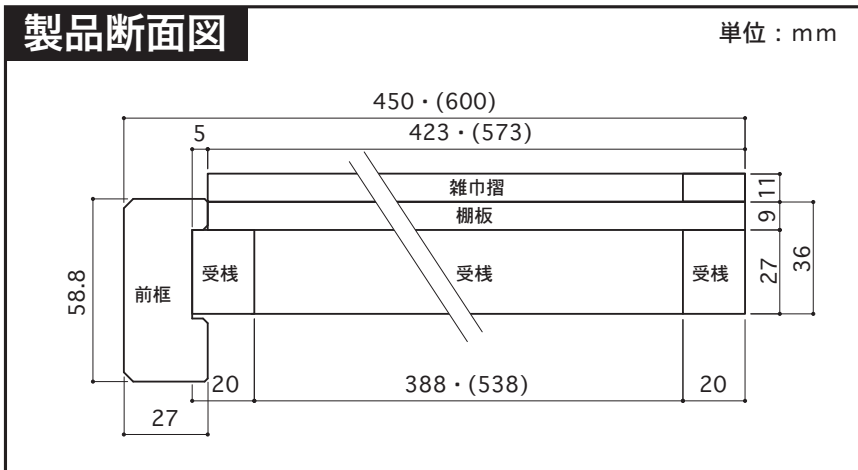 製品断面図
単位：mm
450・(600)
5
423・(573)
雑巾摺
11
棚板
9
58.8
前框
受桟
受桟
受桟
27
36
20
388・(538)
20
27